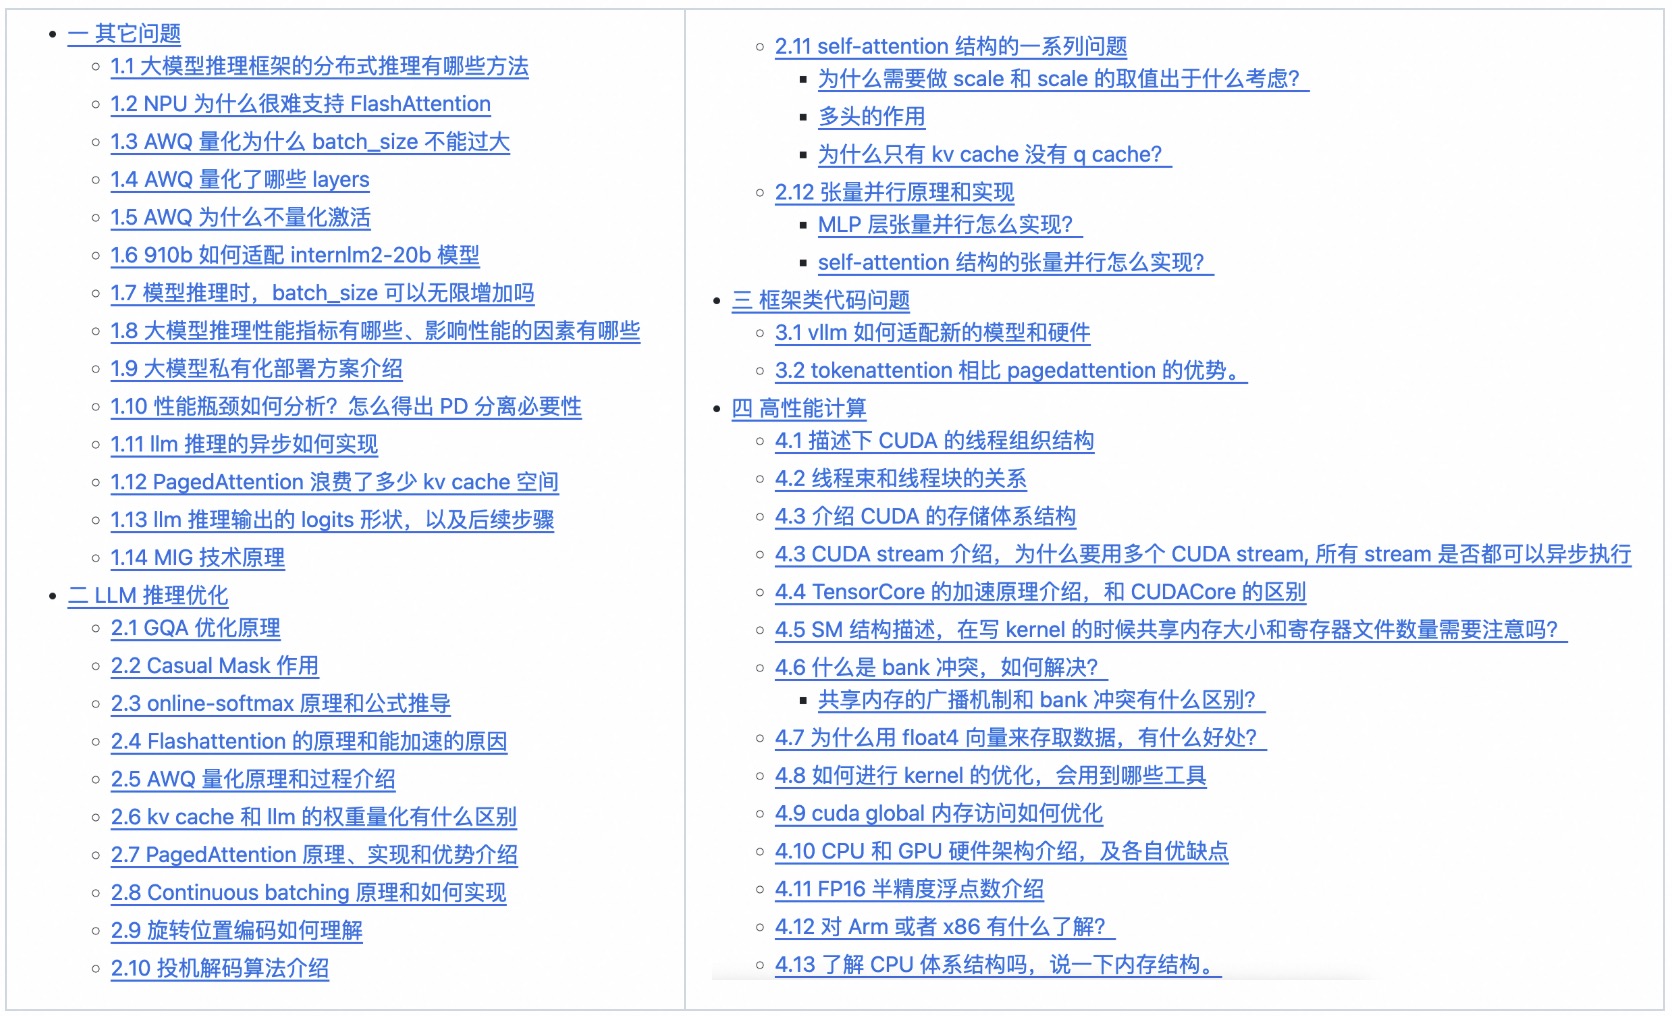 一 其它问题
1.1 大模型推理框架的分布式推理有哪些方法
1.2 NPU 为什么很难支持 FlashAttention
1.3 AWQ 量化为什么 batch_size 不能过大
1.4 AWQ 量化了哪些 layers
1.5 AWQ 为什么不量化激活
1.6 910b 如何适配 internlm2-20b 模型
1.7 模型推理时，batch_size 可以无限增加吗
1.8 大模型推理性能指标有哪些、影响性能的因素有哪些
1.9 大模型私有化部署方案介绍
1.10 性能瓶颈如何分析？怎么得出 PD 分离必要性
1.11 llm 推理的异步如何实现
1.12 PagedAttention 浪费了多少 kv cache 空间
1.13 llm 推理输出的 logits 形状，以及后续步骤
1.14 MIG 技术原理
二 LLM 推理优化
2.1 GQA 优化原理
2.2 Casual Mask 作用
2.3 online-softmax 原理和公式推导
2.4 Flashattention 的原理和能加速的原因
2.5 AWQ 量化原理和过程介绍
2.6 kv cache 和 llm 的权重量化有什么区别
2.7 PagedAttention 原理、实现和优势介绍
2.8 Continuous batching 原理和如何实现
2.9 旋转位置编码如何理解
2.10 投机解码算法介绍
2.11 self-attention 结构的一系列问题
为什么需要做 scale 和 scale 的取值出于什么考虑？
多头的作用
为什么只有 kv cache 没有 q cache？
2.12 张量并行原理和实现
MLP 层张量并行怎么实现？
self-attention 结构的张量并行怎么实现？
三 框架类代码问题
3.1 vllm 如何适配新的模型和硬件
3.2 tokenattention 相比 pagedattention 的优势。
四 高性能计算
4.1 描述下 CUDA 的线程组织结构
4.2 线程束和线程块的关系
4.3 介绍 CUDA 的存储体系结构
4.3 CUDA stream 介绍，为什么要用多个 CUDA stream, 所有 stream 是否都可以异步执行
4.4 TensorCore 的加速原理介绍，和 CUDACore 的区别
4.5 SM 结构描述，在写 kernel 的时候共享内存大小和寄存器文件数量需要注意吗？
4.6 什么是 bank 冲突，如何解决？
共享内存的广播机制和 bank 冲突有什么区别？
4.7 为什么用 float4 向量来存取数据，有什么好处？
4.8 如何进行 kernel 的优化，会用到哪些工具
4.9 cuda global 内存访问如何优化
4.10 CPU 和 GPU 硬件架构介绍，及各自优缺点
4.11 FP16 半精度浮点数介绍
4.12 对 Arm 或者 x86 有什么了解？
4.13 了解 CPU 体系结构吗，说一下内存结构。